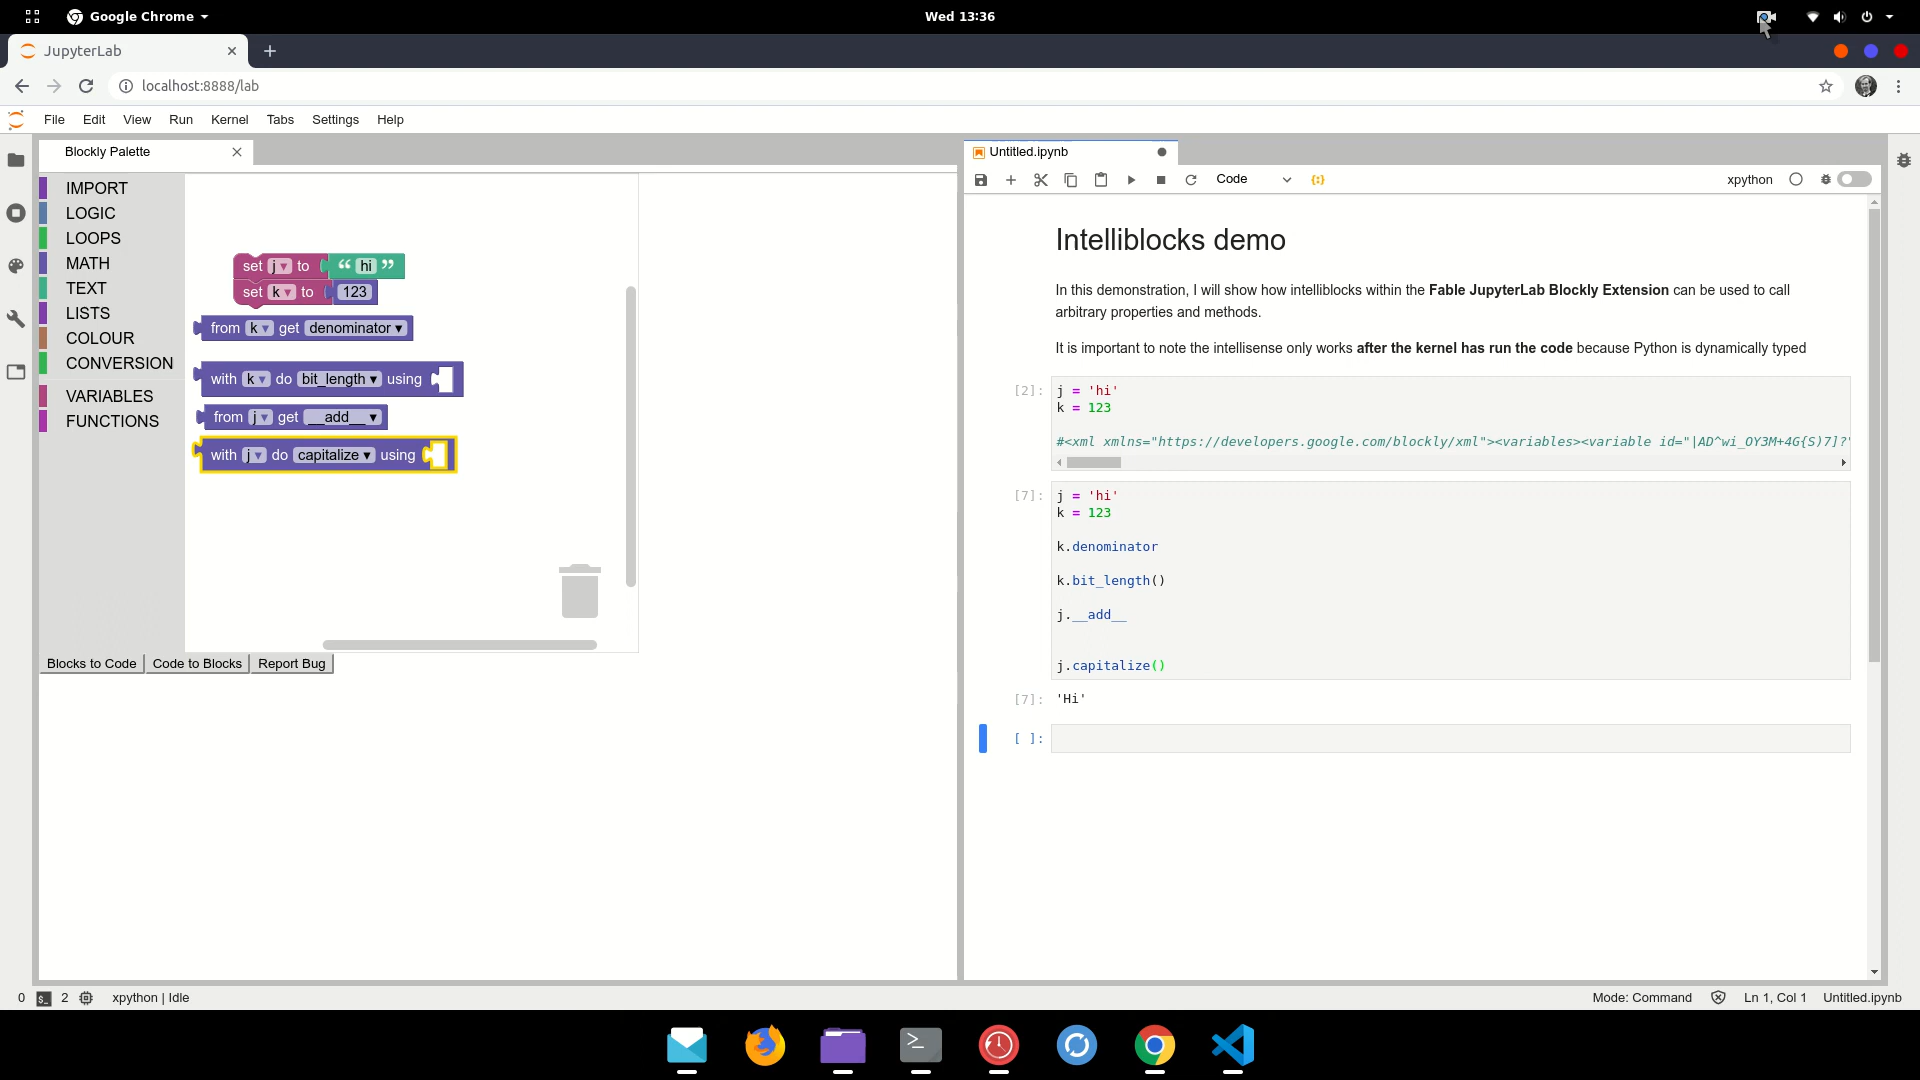 Google Chrome
Wed 13:36
JupyterLab
localhost:8888/lab
File Edit View Run Kernel Tabs Settings Help
Blockly Palette
IMPORT
LOGIC
LOOPS
MATH
TEXT
LISTS
COLOUR
CONVERSION
VARIABLES
FUNCTIONS
set j to “ hi ”
set k to 123
from k get denominator
with k do bit_length using
from j get __add__
with j do capitalize using
Blocks to Code Code to Blocks Report Bug
Untitled.ipynb
Code
xpython
Intelliblocks demo
In this demonstration, I will show how intelliblocks within the Fable JupyterLab Blockly Extension can be used to call
arbitrary properties and methods.
It is important to note the intellisense only works after the kernel has run the code because Python is dynamically typed
[2]: j = 'hi'
k = 123
#<xml xmlns="https://developers.google.com/blockly/xml"><variables><variable id="|AD^wi_OY3M+4G{S)7]?
[7]: j = 'hi'
k = 123
k.denominator
k.bit_length()
j.__add__
j.capitalize()
[7]: 'Hi'
[ ]:
0 2 xpython | Idle
Mode: Command Ln 1, Col 1 Untitled.ipynb